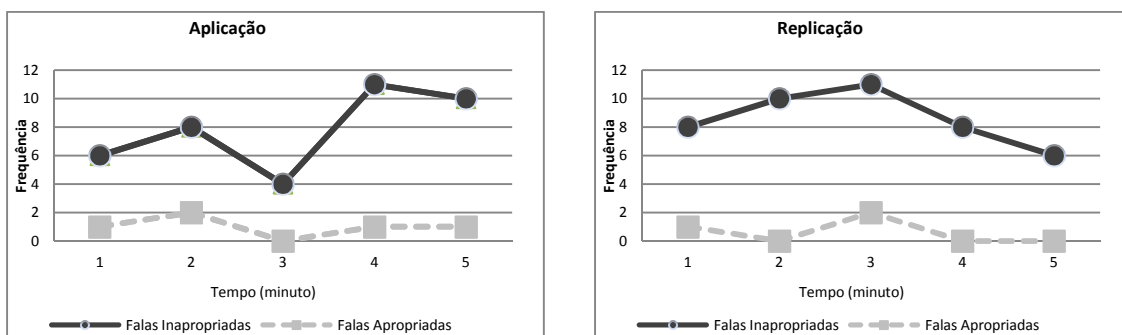 Aplicação
12
10
8
6
4
2
0
Frequência
1 2 3 4 5
Tempo (minuto)
Falas Inapropriadas Falas Apropriadas
Replicação
12
10
8
6
4
2
0
Frequência
1 2 3 4 5
Tempo (minuto)
Falas Inapropriadas Falas Apropriadas